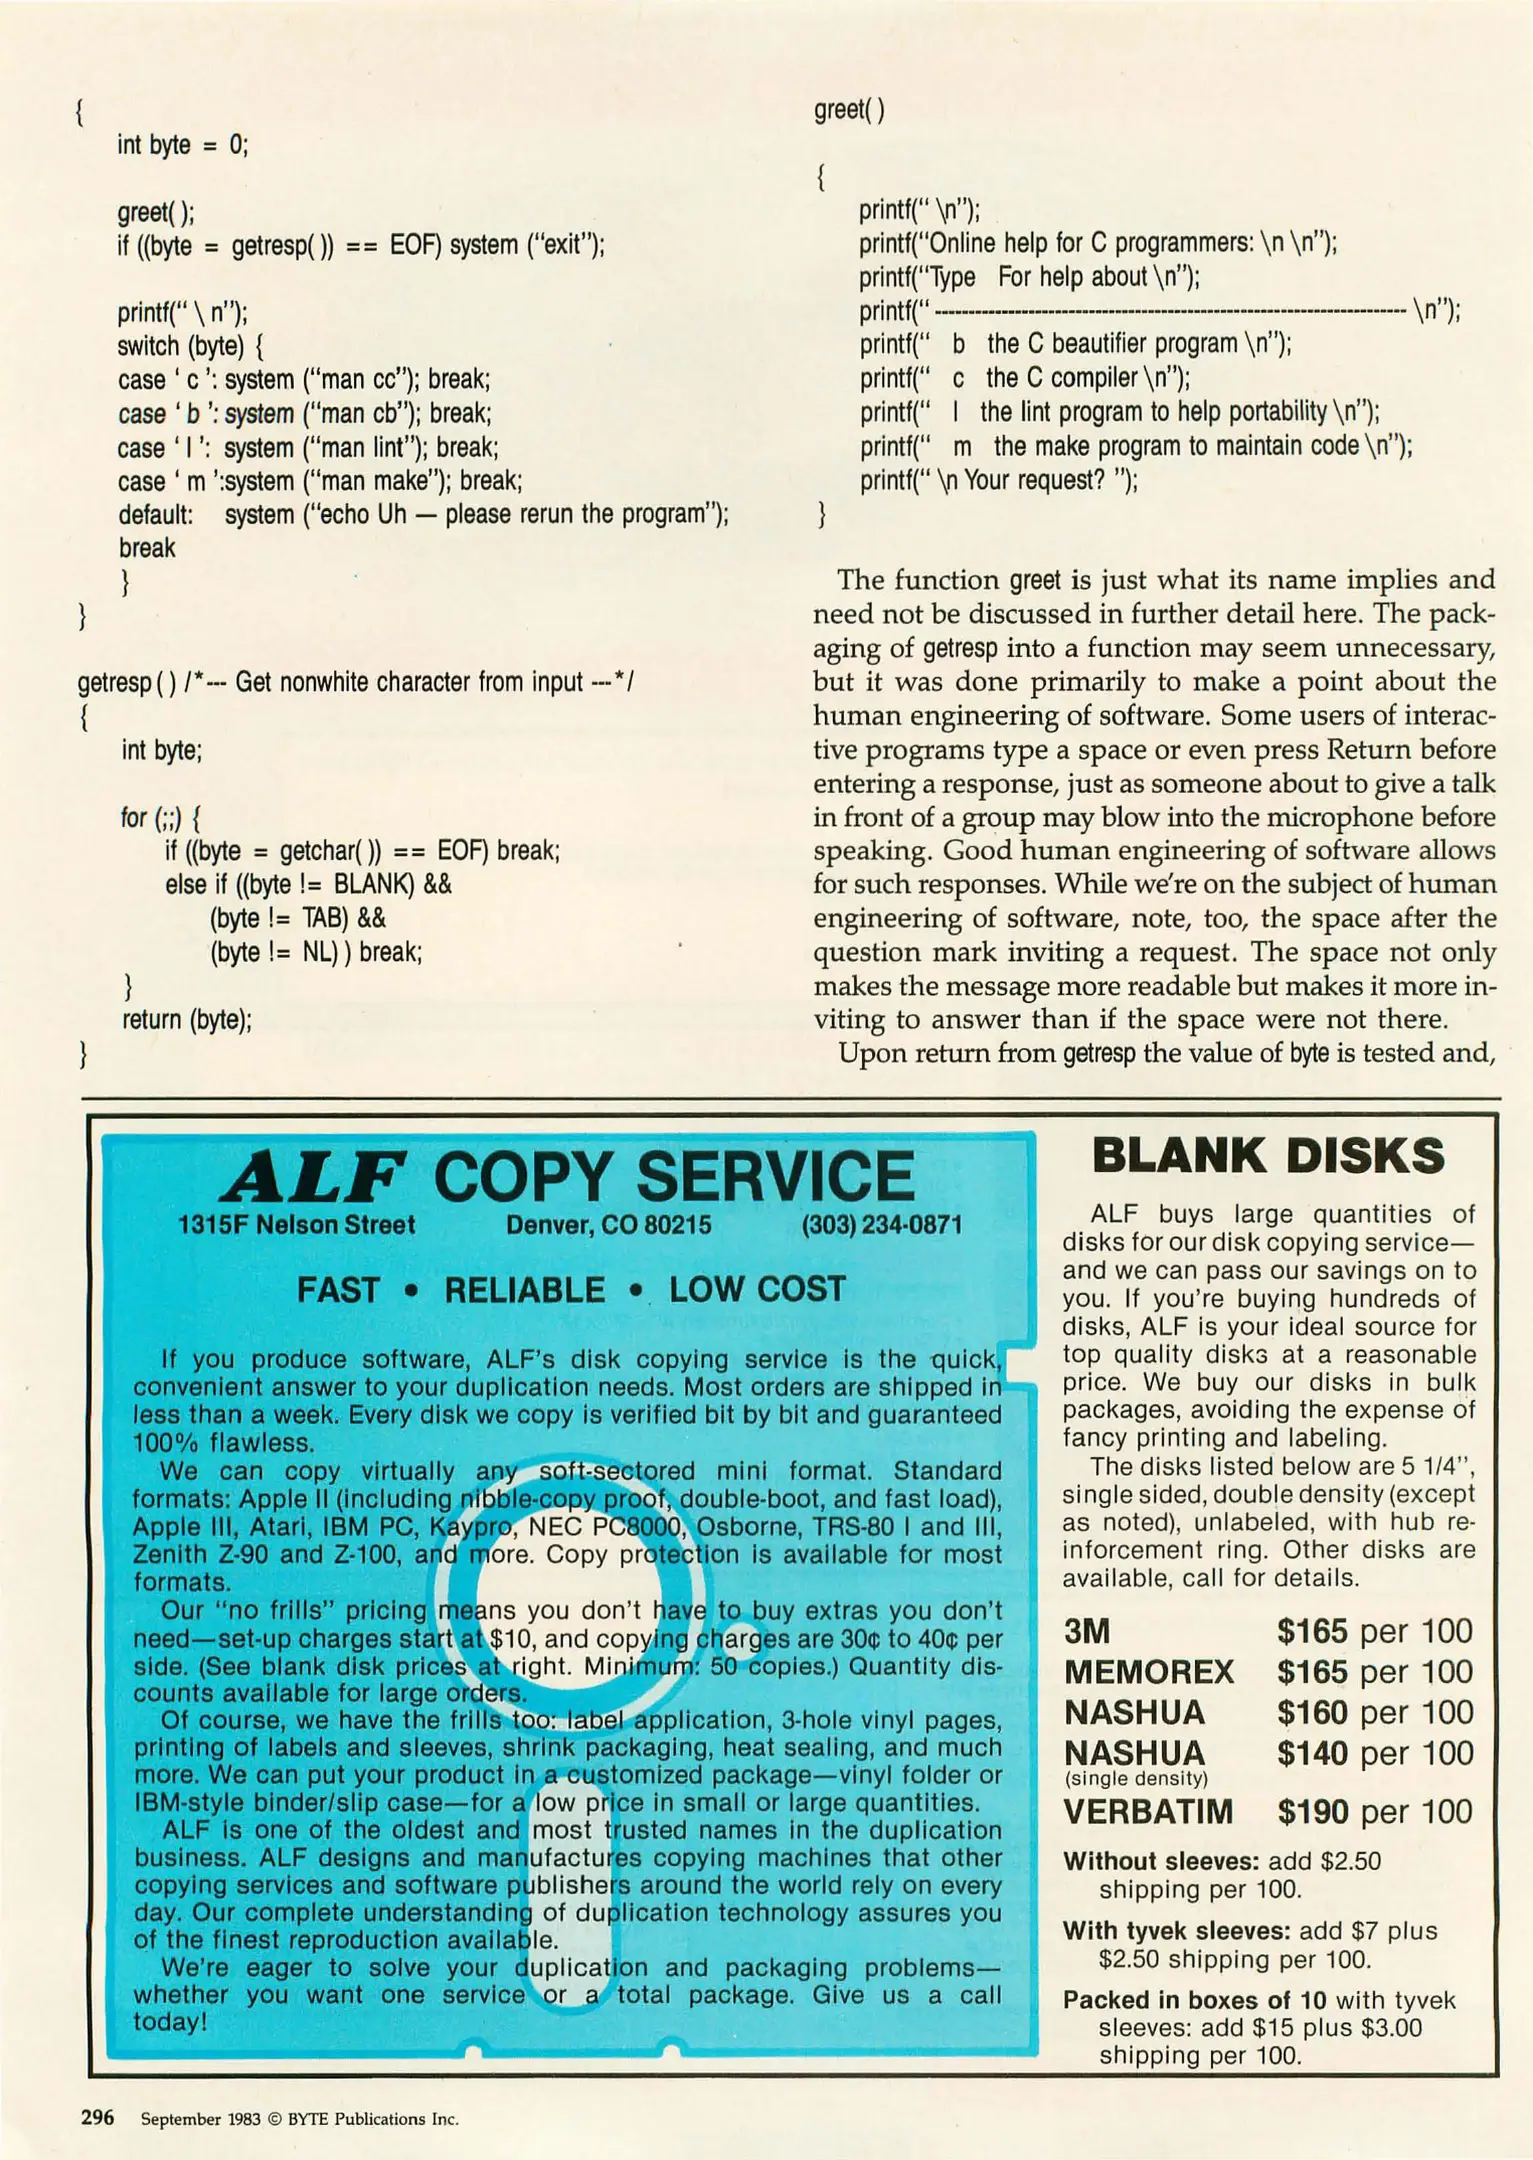 {
int byte = 0;
greet( );
if ((byte = getresp( )) == EOF) system (“exit”);
printf(“ \ n”);
switch (byte) {
case ‘ c ’: system (“man cc”); break;
case ‘ b ’: system (“man cb”); break;
case ‘ l ’: system (“man lint”); break;
case ‘ m ’:system (“man make”); break;
default: system (“echo Uh — please rerun the program”);
break
}
}
getresp ( ) /*--- Get nonwhite character from input ---*/
{
int byte;
for (;;) {
if ((byte = getchar( )) == EOF) break;
else if ((byte != BLANK) &&
(byte != TAB) &&
(byte != NL) ) break;
}
return (byte);
}
greet( )
{
printf(“ \n”);
printf(“Online help for C programmers: \n \n”);
printf(“Type For help about \n”);
printf(“ ---------------------------------------------------------------------- \n”);
printf(“ b the C beautifier program \n”);
printf(“ c the C compiler \n”);
printf(“ l the lint program to help portability \n”);
printf(“ m the make program to maintain code \n”);
printf(“ \n Your request? ”);
}
The function greet is just what its name implies and
need not be discussed in further detail here. The pack-
aging of getresp into a function may seem unnecessary,
but it was done primarily to make a point about the
human engineering of software. Some users of interac-
tive programs type a space or even press Return before
entering a response, just as someone about to give a talk
in front of a group may blow into the microphone before
speaking. Good human engineering of software allows
for such responses. While we’re on the subject of human
engineering of software, note, too, the space after the
question mark inviting a request. The space not only
makes the message more readable but makes it more in-
viting to answer than if the space were not there.
Upon return from getresp the value of byte is tested and,
ALF COPY SERVICE
1315F Nelson Street Denver, CO 80215 (303) 234-0871
FAST • RELIABLE • LOW COST
If you produce software, ALF’s disk copying service is the quick,
convenient answer to your duplication needs. Most orders are shipped in
less than a week. Every disk we copy is verified bit by bit and guaranteed
100% flawless.
We can copy virtually any soft-sectored mini format. Standard
formats: Apple II (including nibble-copy proof, double-boot, and fast load),
Apple III, Atari, IBM PC, Kaypro, NEC PC8000, Osborne, TRS-80 I and III,
Zenith Z-90 and Z-100, and more. Copy protection is available for most
formats.
Our “no frills” pricing means you don’t have to buy extras you don’t
need—set-up charges start at $10, and copying charges are 30¢ to 40¢ per
side. (See blank disk prices at right. Minimum: 50 copies.) Quantity dis-
counts available for large orders.
Of course, we have the frills too: label application, 3-hole vinyl pages,
printing of labels and sleeves, shrink packaging, heat sealing, and much
more. We can put your product in a customized package—vinyl folder or
IBM-style binder/slip case—for a low price in small or large quantities.
ALF is one of the oldest and most trusted names in the duplication
business. ALF designs and manufactures copying machines that other
copying services and software publishers around the world rely on every
day. Our complete understanding of duplication technology assures you
of the finest reproduction available.
We’re eager to solve your duplication and packaging problems—
whether you want one service or a total package. Give us a call
today!
BLANK DISKS
ALF buys large quantities of
disks for our disk copying service—
and we can pass our savings on to
you. If you’re buying hundreds of
disks, ALF is your ideal source for
top quality disks at a reasonable
price. We buy our disks in bulk
packages, avoiding the expense of
fancy printing and labeling.
The disks listed below are 5 1/4”,
single sided, double density (except
as noted), unlabeled, with hub re-
inforcement ring. Other disks are
available, call for details.
3M $165 per 100
MEMOREX $165 per 100
NASHUA $160 per 100
NASHUA $140 per 100
(single density)
VERBATIM $190 per 100
Without sleeves: add $2.50
shipping per 100.
With tyvek sleeves: add $7 plus
$2.50 shipping per 100.
Packed in boxes of 10 with tyvek
sleeves: add $15 plus $3.00
shipping per 100.
296 September 1983 © BYTE Publications Inc.